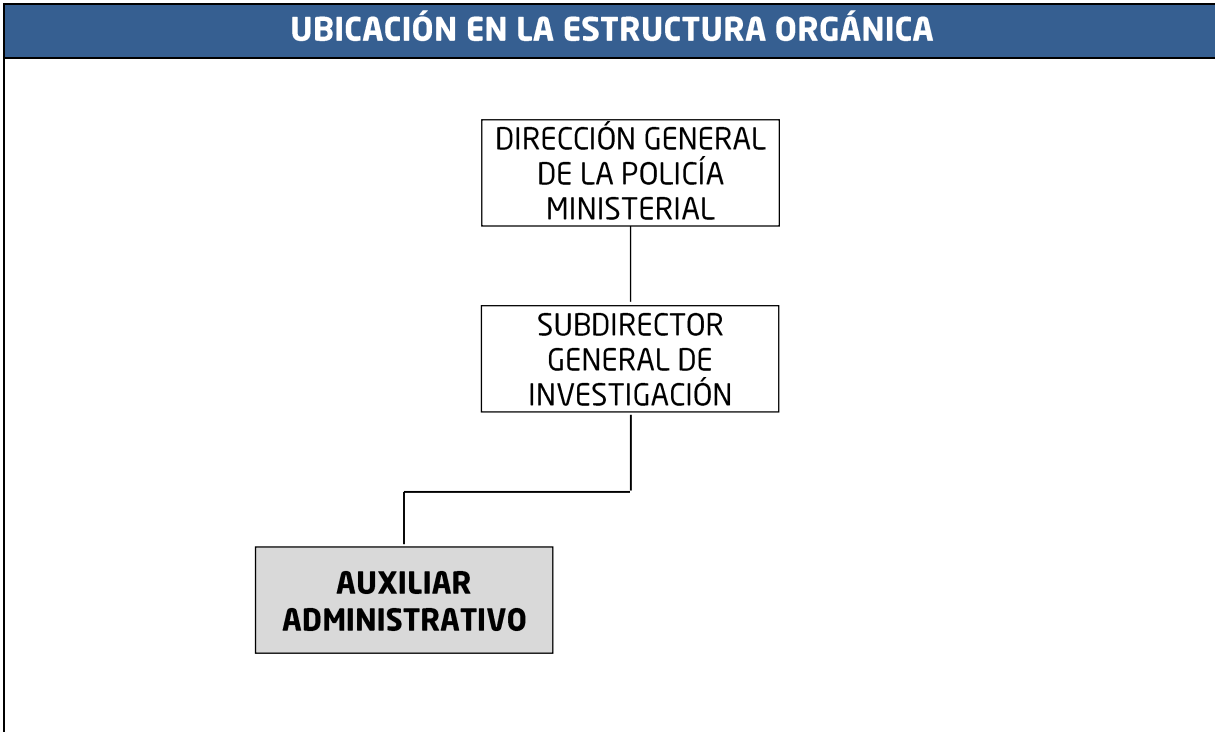 UBICACIÓN EN LA ESTRUCTURA ORGÁNICA
DIRECCIÓN GENERAL
DE LA POLICÍA
MINISTERIAL
SUBDIRECTOR
GENERAL DE
INVESTIGACIÓN
AUXILIAR
ADMINISTRATIVO